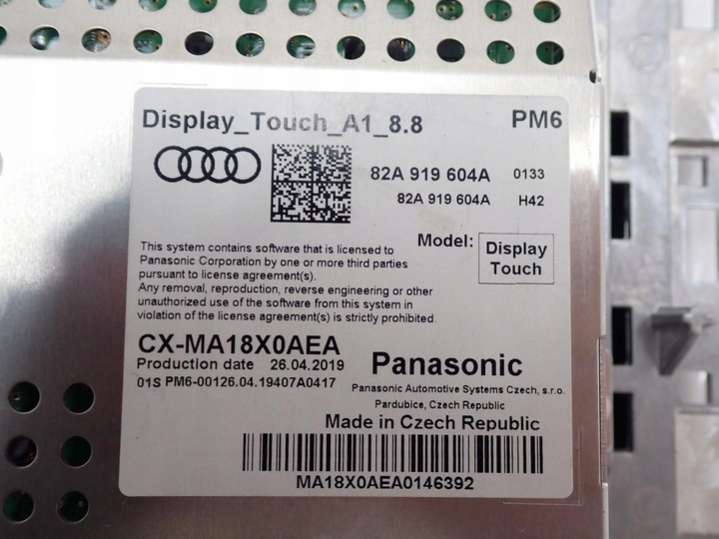 Display_Touch_A1_8.8 PM6
82A 919 604A 0133
82A 919 604A H42
Model: Display Touch
This system contains software that is licensed to
Panasonic Corporation by one or more third parties
pursuant to license agreement(s).
Any removal, reproduction, reverse engineering or other
unauthorized use of the software from this system in
violation of the license agreement(s) is strictly prohibited.
CX-MA18X0AEA
Production date 26.04.2019
01S PM6-00126.04.19407A0417
Panasonic
Panasonic Automotive Systems Czech, s.r.o.
Pardubice, Czech Republic
Made in Czech Republic
MA18X0AEA0146392